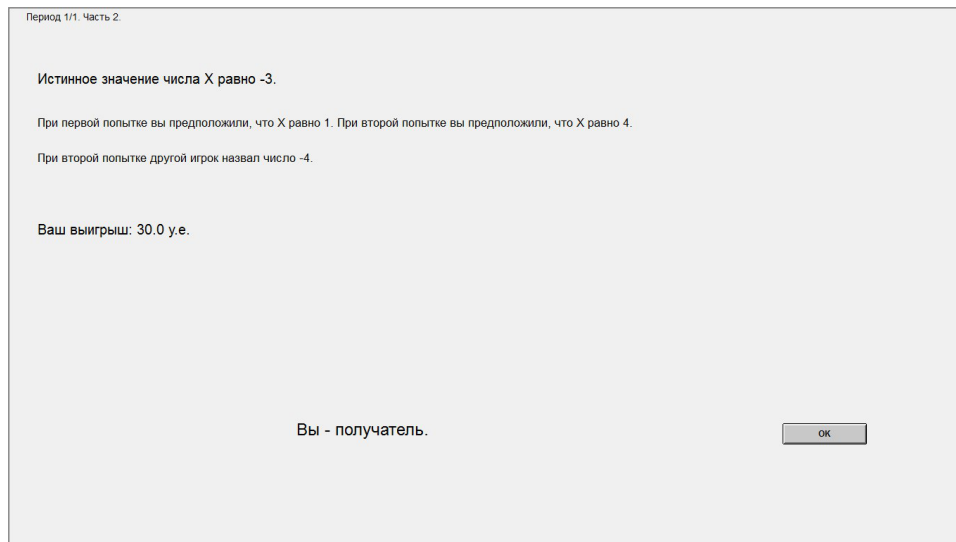 Период 1/1. Часть 2.
Истинное значение числа X равно -3.
При первой попытке вы предположили, что X равно 1. При второй попытке вы предположили, что X равно 4.
При второй попытке другой игрок назвал число -4.
Ваш выигрыш: 30.0 у.е.
Вы - получатель.
ОК